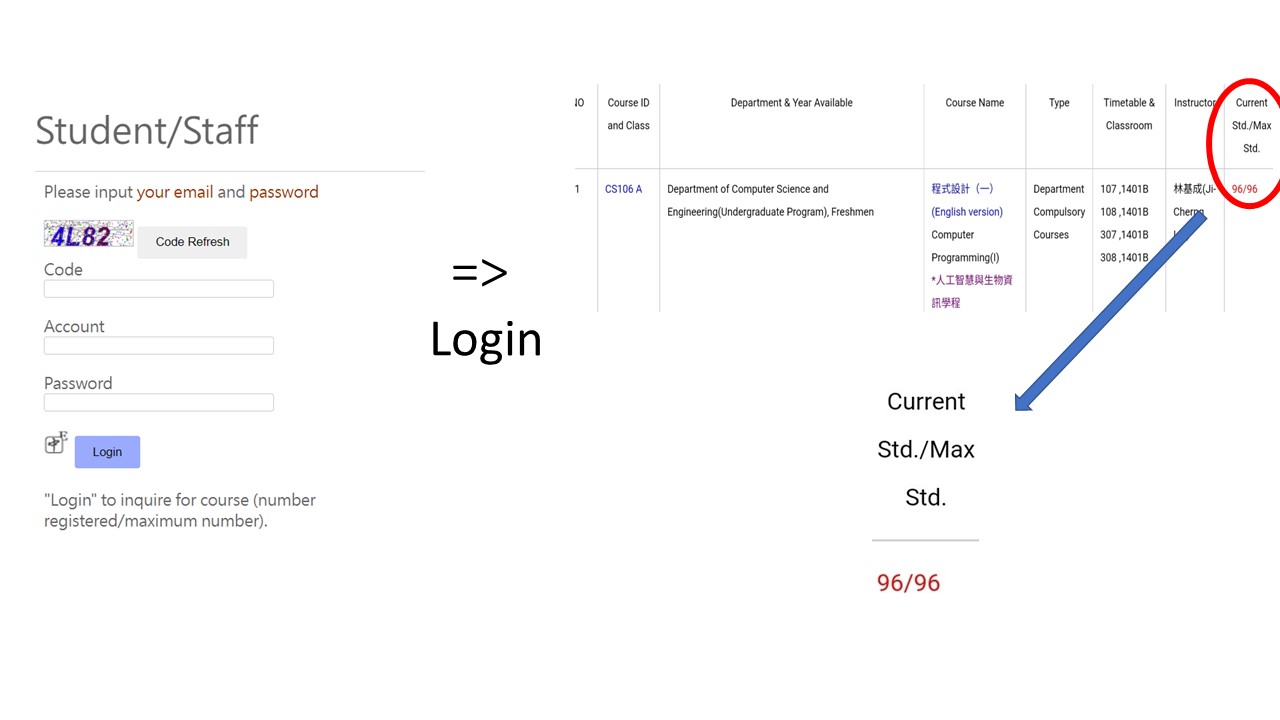 Student/Staff
Please input your email and password
4L82
Code Refresh
Code
Account
Password
Login
"Login" to inquire for course (number
registered/maximum number).
=>
Login
NO
Course ID
and Class
Department & Year Available
Course Name
Type
Timetable &
Classroom
Instructor
Current
Std./Max
Std.
1
CS106 A
Department of Computer Science and
Engineering(Undergraduate Program), Freshmen
程式設計（一）
(English version)
Computer
Programming(I)
*人工智慧與生物資
訊學程
Department
Compulsory
Courses
107 ,1401B
108 ,1401B
307 ,1401B
308 ,1401B
林基成(Ji-
96/96
Current
Std./Max
Std.
96/96